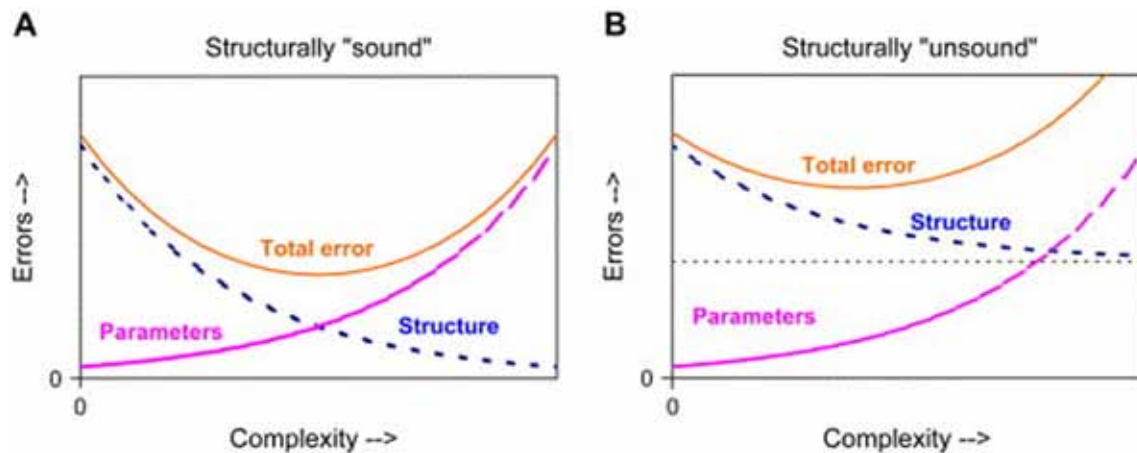 A
Structurally "sound"
Errors -->
Total error
Parameters
Structure
0
0
Complexity -->
B
Structurally "unsound"
Errors -->
Total error
Structure
Parameters
0
0
Complexity -->